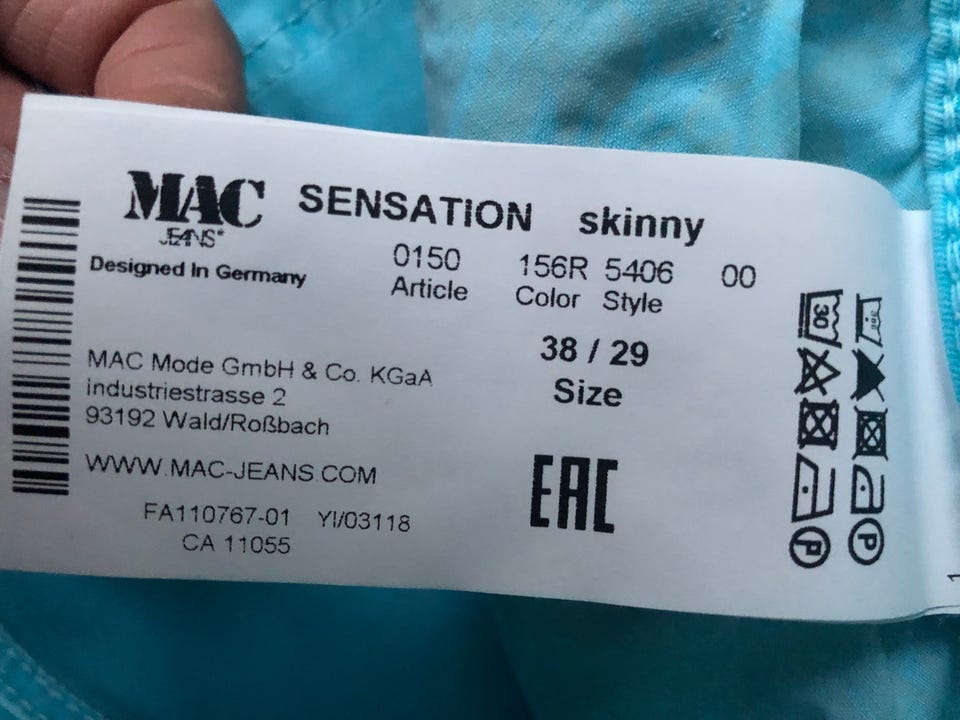 MAC SENSATION skinny
JEANS®
Designed In Germany
0150 156R 5406 00
Article Color Style
38 / 29
Size
MAC Mode GmbH & Co. KGaA
industriestrasse 2
93192 Wald/Roßbach
WWW.MAC-JEANS.COM
FA110767-01 YI/03118
CA 11055
EAC
30
P
P
1